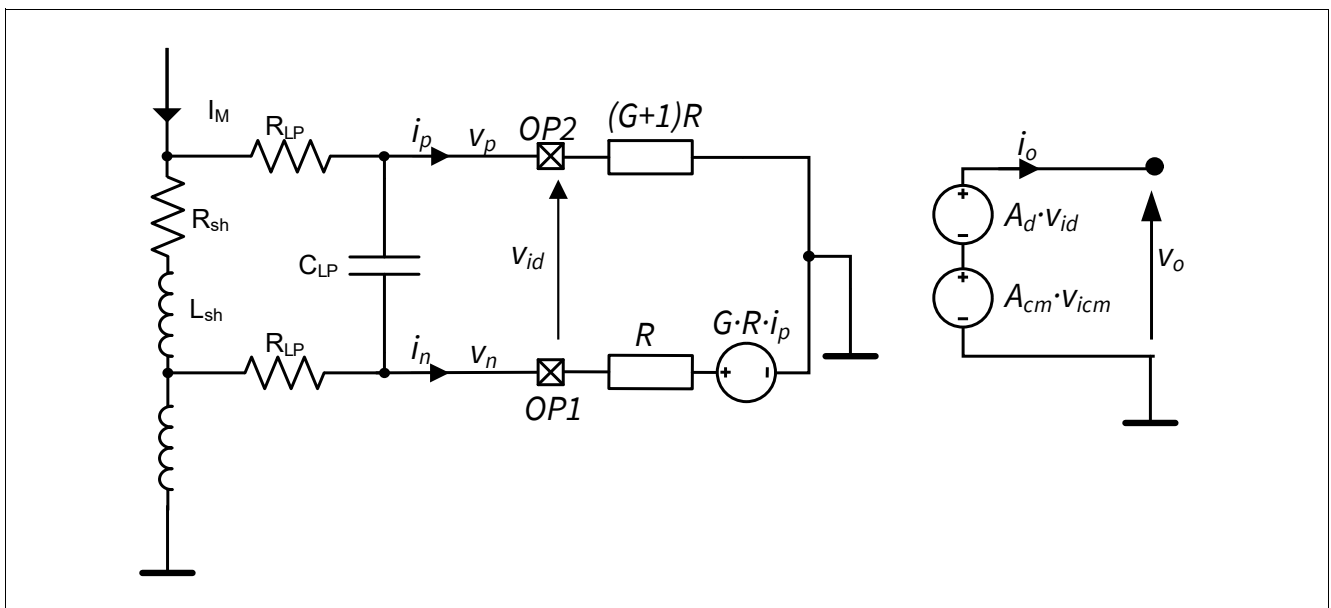 I_M
R_LP
i_p
v_p
OP2
(G+1)R
R_sh
L_sh
C_LP
v_id
R_LP
i_n
v_n
OP1
R
G·R·i_p
+
-
i_o
+
-
A_d·v_id
+
-
A_cm·v_icm
v_o